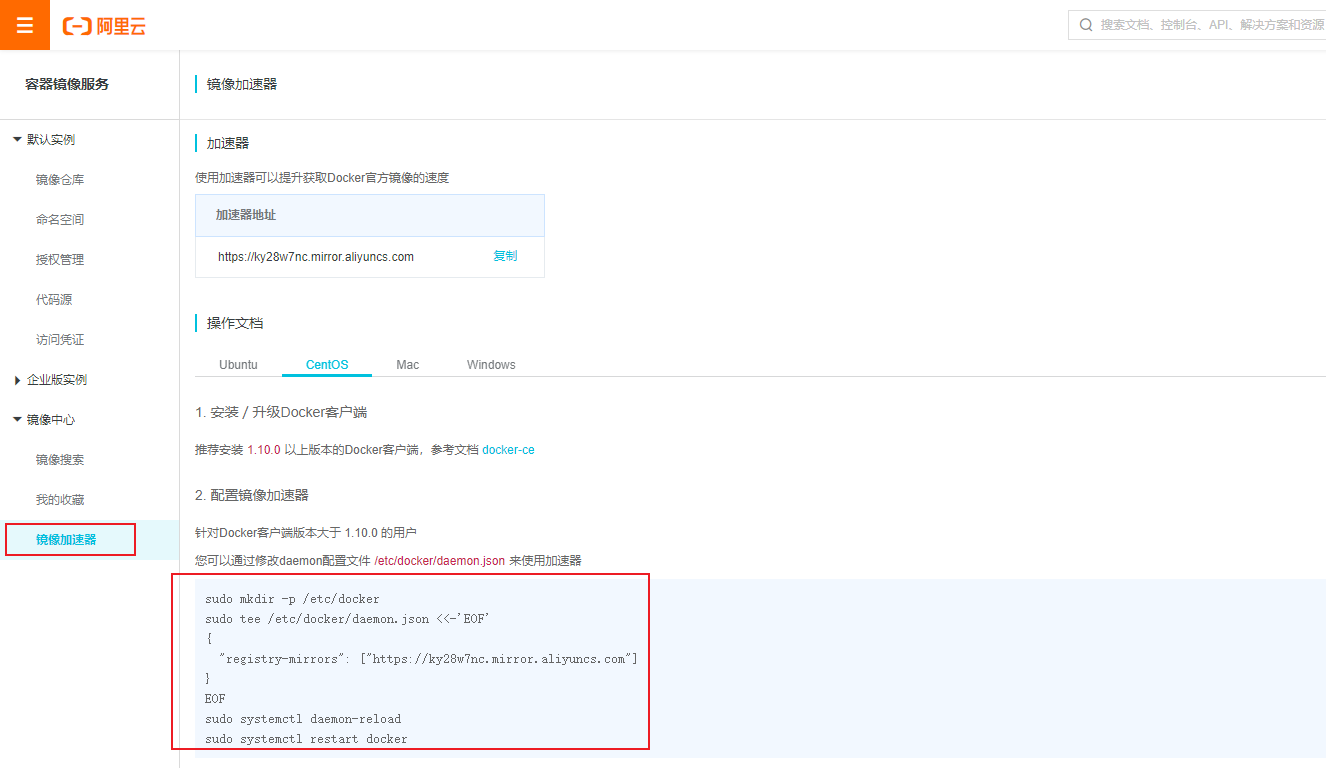 阿里云
搜索文档、控制台、API、解决方案和资源
容器镜像服务
默认实例
镜像仓库
命名空间
授权管理
代码源
访问凭证
企业版实例
镜像中心
镜像搜索
我的收藏
镜像加速器
镜像加速器
加速器
使用加速器可以提升获取Docker官方镜像的速度
加速器地址
https://ky28w7nc.mirror.aliyuncs.com 复制
操作文档
Ubuntu CentOS Mac Windows
1. 安装 / 升级Docker客户端
推荐安装 1.10.0 以上版本的Docker客户端，参考文档 docker-ce
2. 配置镜像加速器
针对Docker客户端版本大于 1.10.0 的用户
您可以通过修改daemon配置文件 /etc/docker/daemon.json 来使用加速器
sudo mkdir -p /etc/docker
sudo tee /etc/docker/daemon.json <<-'EOF'
{
"registry-mirrors": ["https://ky28w7nc.mirror.aliyuncs.com"]
}
EOF
sudo systemctl daemon-reload
sudo systemctl restart docker